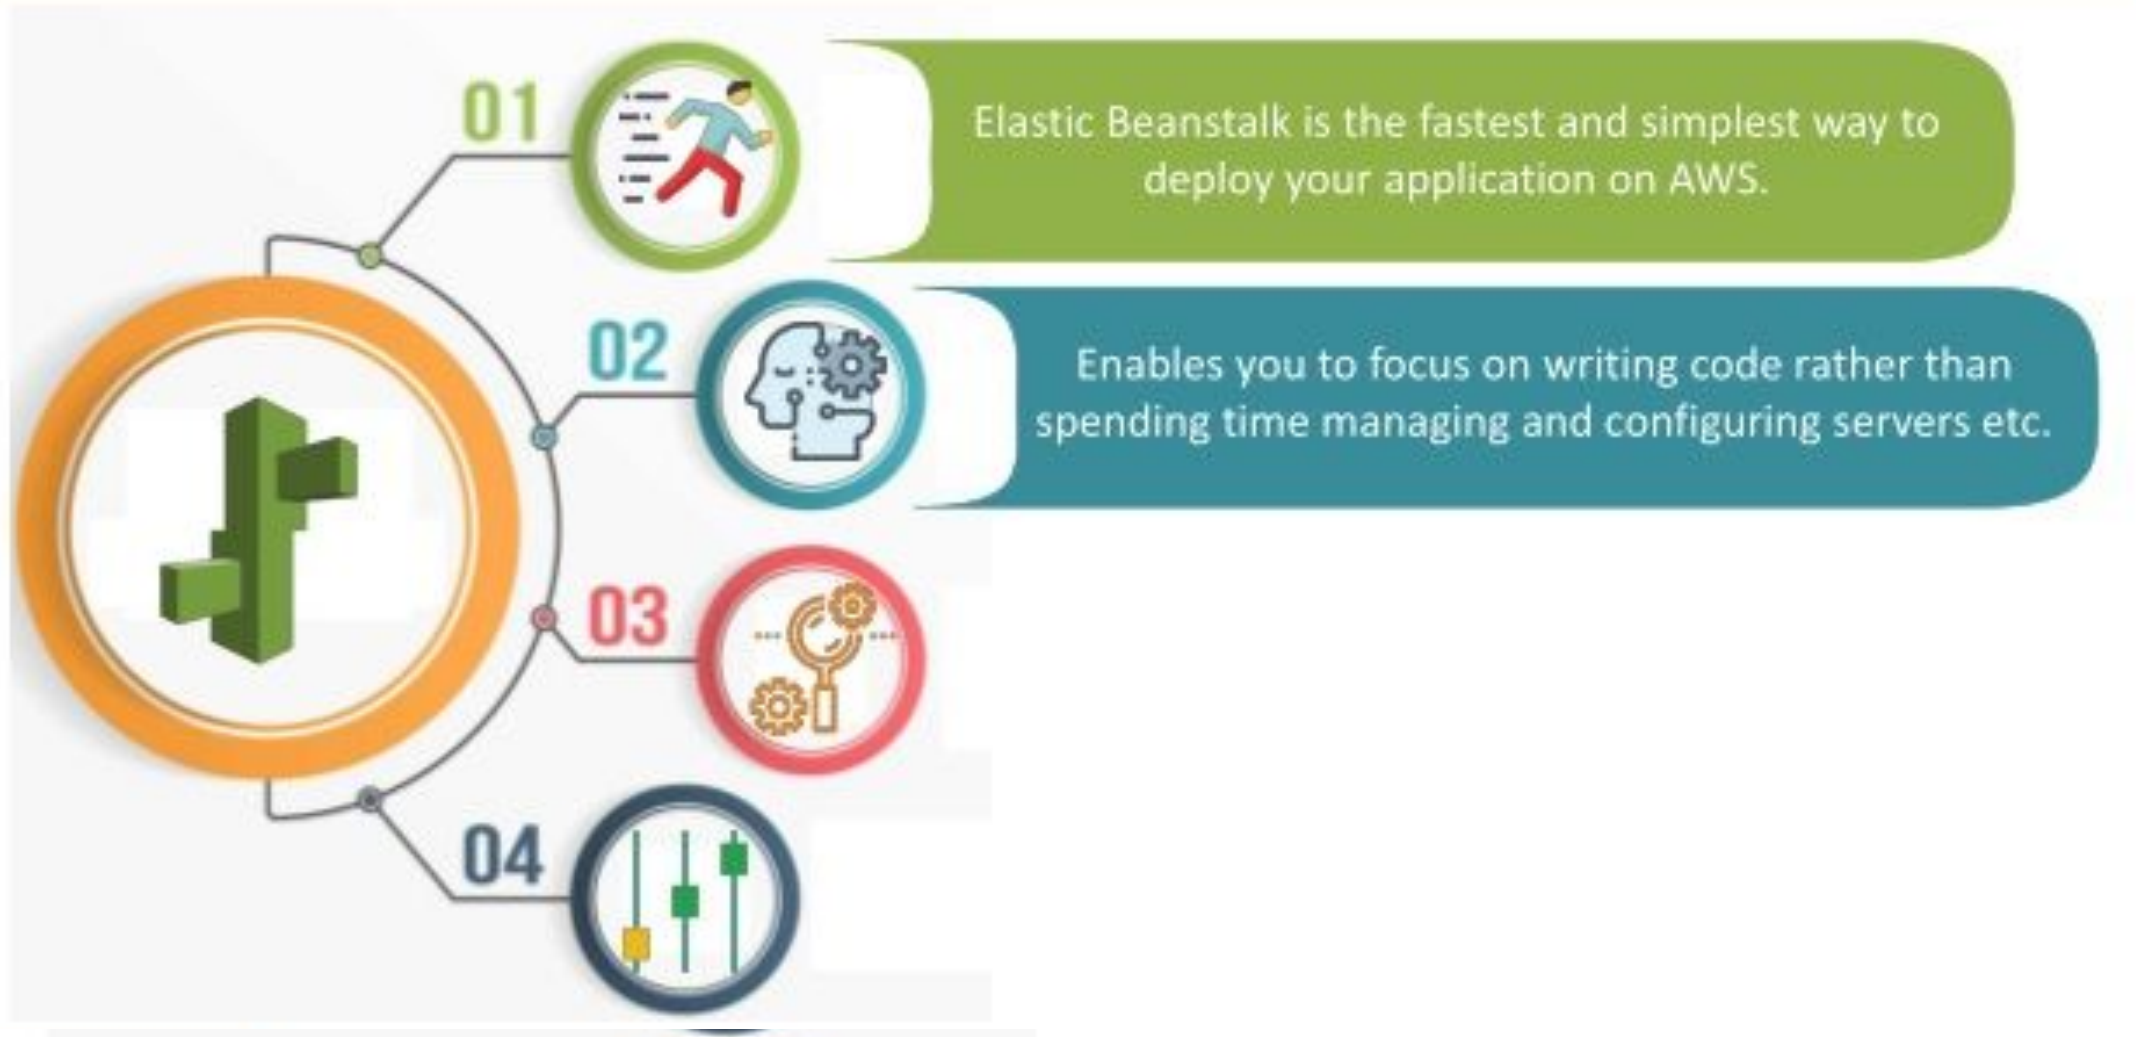 01
Elastic Beanstalk is the fastest and simplest way to
deploy your application on AWS.
02
Enables you to focus on writing code rather than
spending time managing and configuring servers etc.
03
04